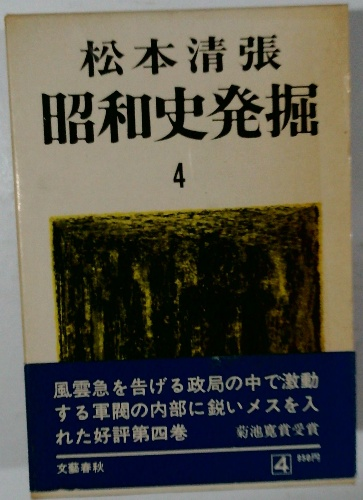 松本清張
昭和史発掘
4
風雲急を告げる政局の中で激動
する軍閥の内部に鋭いメスを入
れた好評第四巻
菊池寛賞受賞
文藝春秋
4